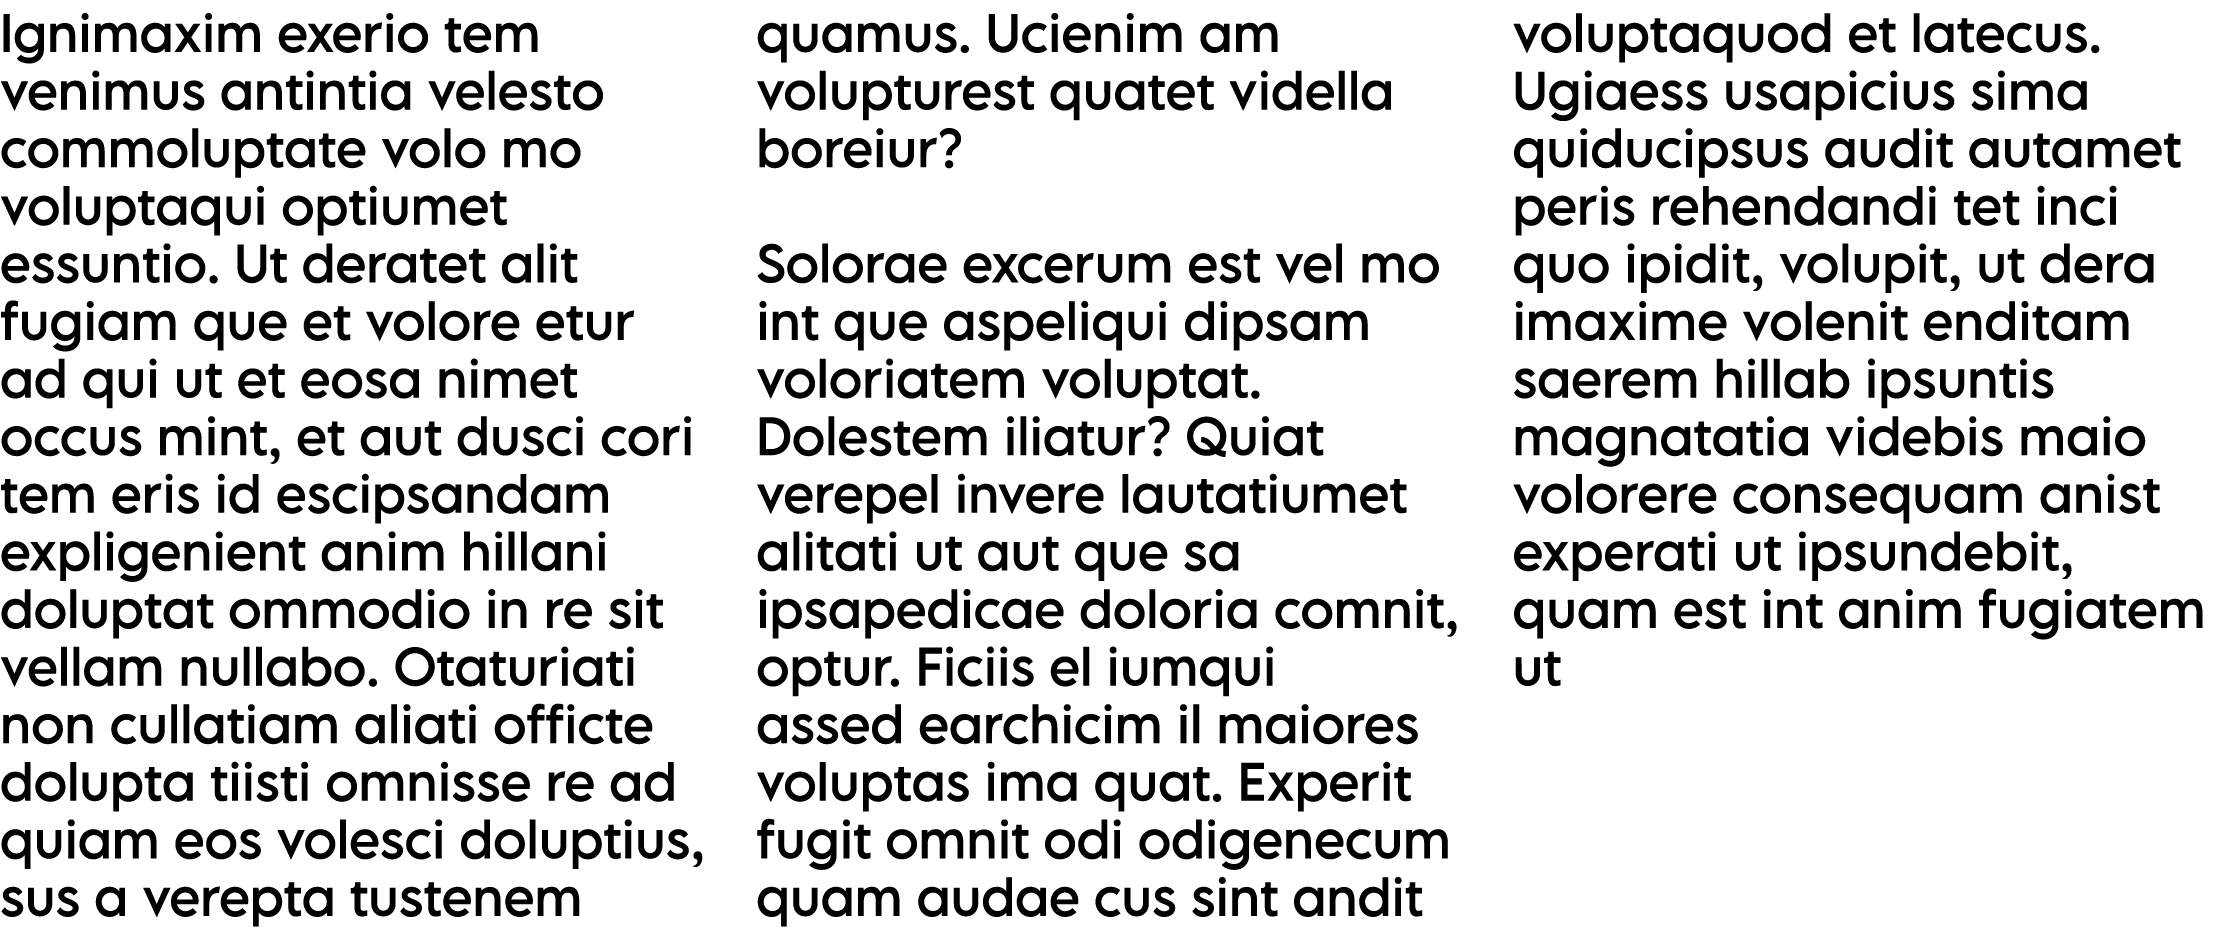 Ignimaxim exerio tem
venimus antintia velesto
commoluptate volo mo
voluptaqui optiumet
essuntio. Ut deratet alit
fugiam que et volore etur
ad qui ut et eosa nimet
occus mint, et aut dusci cori
tem eris id escipsandam
expligenient anim hillani
doluptat ommodio in re sit
vellam nullabo. Otaturiati
non cullatiam aliati officte
dolupta tiisti omnisse re ad
quiam eos volesci doluptius,
sus a verepta tustenem
quamus. Ucienim am
volupturest quatet vidella
boreiur?
Solorae excerum est vel mo
int que aspeliqui dipsam
voloriatem voluptat.
Dolestem iliatur? Quiat
verepel invere lautatiumet
alitati ut aut que sa
ipsapedicae doloria comnit,
optur. Ficiis el iumqui
assed earchicim il maiores
voluptas ima quat. Experit
fugit omnit odi odigenecum
quam audae cus sint andit
voluptaquod et latecus.
Ugiaess usapicius sima
quiducipsus audit autamet
peris rehendandi tet inci
quo ipidit, volupit, ut dera
imaxime volenit enditam
saerem hillab ipsuntis
magnatatia videbis maio
volorere consequam anist
experati ut ipsundebit,
quam est int anim fugiatem
ut